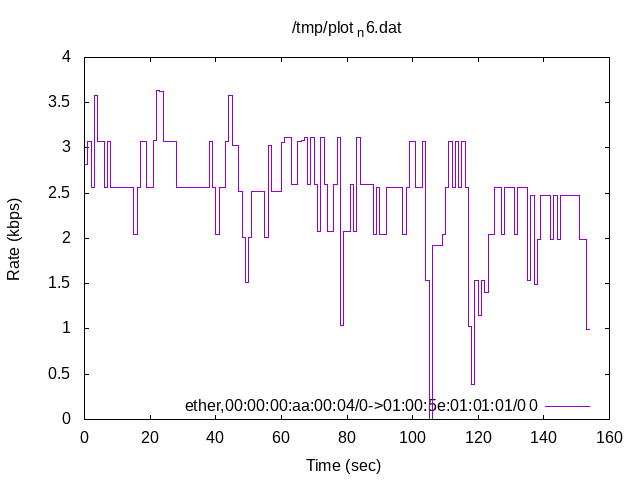 /tmp/plot n6.dat
4
3.5
3
2.5
2
1.5
1
0.5
0
Rate (kbps)
ether,00:00:00:aa:00:04/0->01:00:5e:01:01:01/0 0
0 20 40 60 80 100 120 140 160
Time (sec)